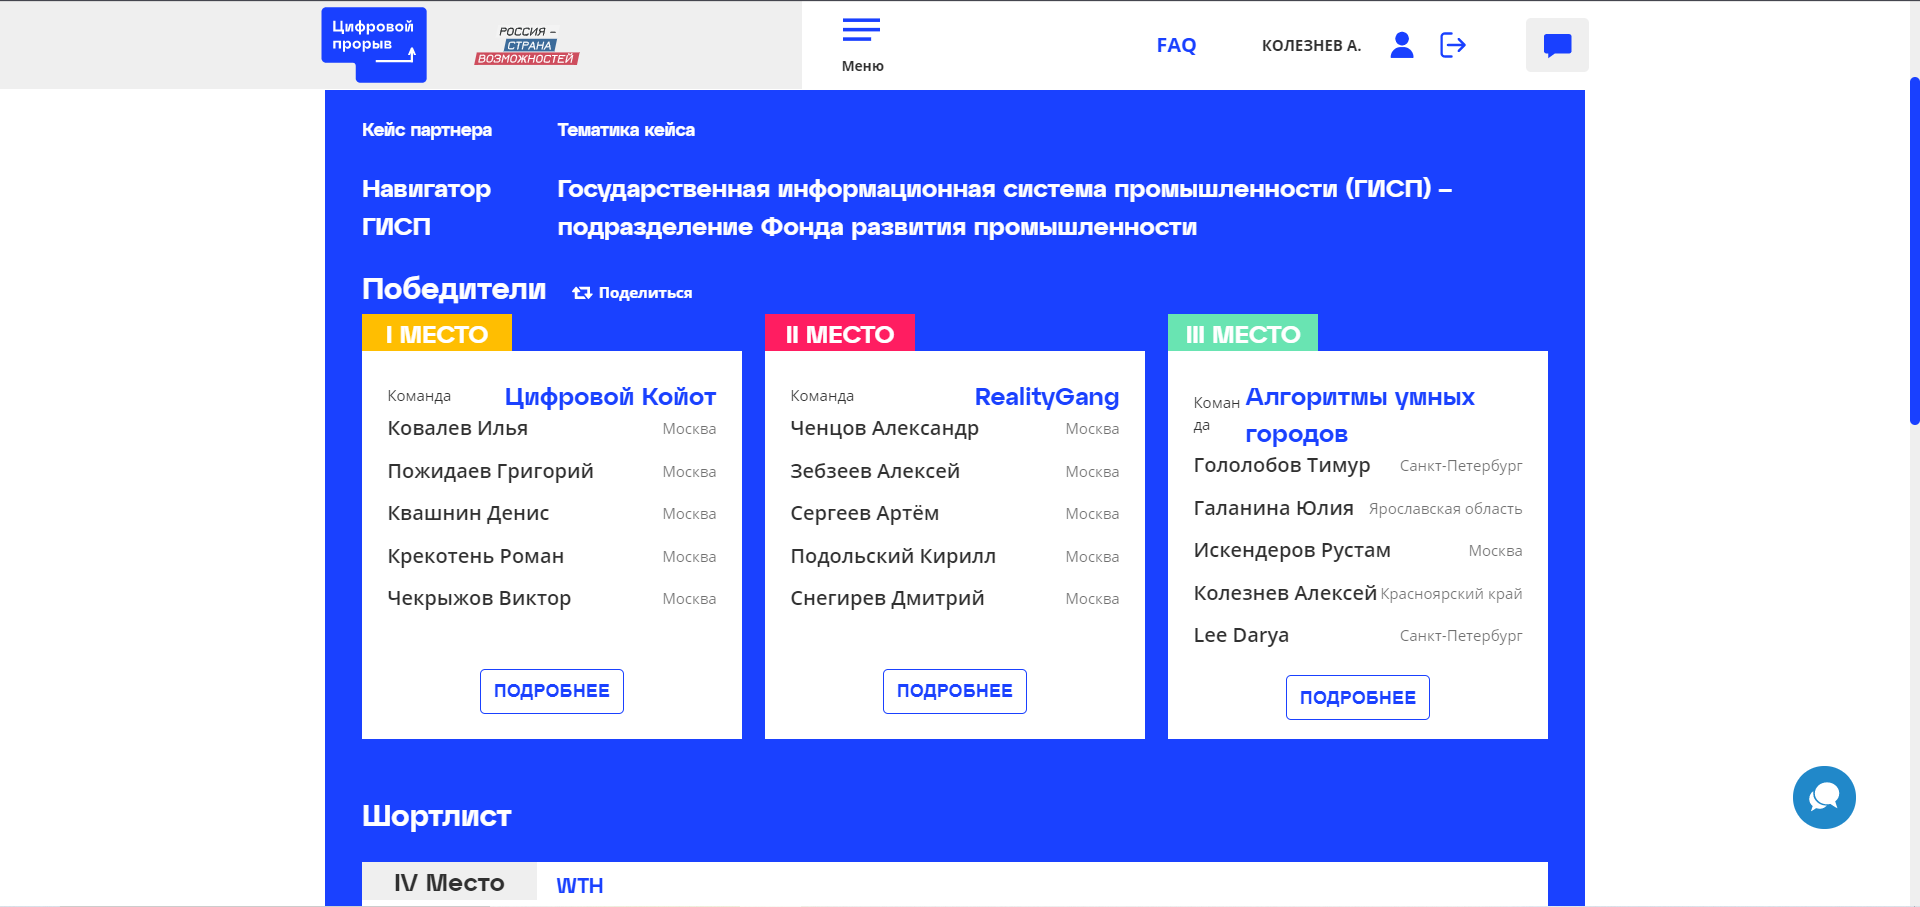 Цифровой
прорыв
РОССИЯ –
СТРАНА
ВОЗМОЖНОСТЕЙ
Меню
FAQ
КОЛЕЗНЕВ А.
Кейс партнера
Тематика кейса
Навигатор
ГИСП
Государственная информационная система промышленности (ГИСП) –
подразделение Фонда развития промышленности
Победители
Поделиться
I МЕСТО
Команда Цифровой Койот
Ковалев Илья Москва
Пожидаев Григорий Москва
Квашнин Денис Москва
Крекотень Роман Москва
Чекрыжов Виктор Москва
ПОДРОБНЕЕ
II МЕСТО
Команда RealityGang
Ченцов Александр Москва
Зебзеев Алексей Москва
Сергеев Артём Москва
Подольский Кирилл Москва
Снегирев Дмитрий Москва
ПОДРОБНЕЕ
III МЕСТО
Коман
да
Алгоритмы умных
городов
Гололобов Тимур Санкт-Петербург
Галанина Юлия Ярославская область
Искендеров Рустам Москва
Колезнев Алексей Красноярский край
Lee Darya Санкт-Петербург
ПОДРОБНЕЕ
Шортлист
IV Место
WTH